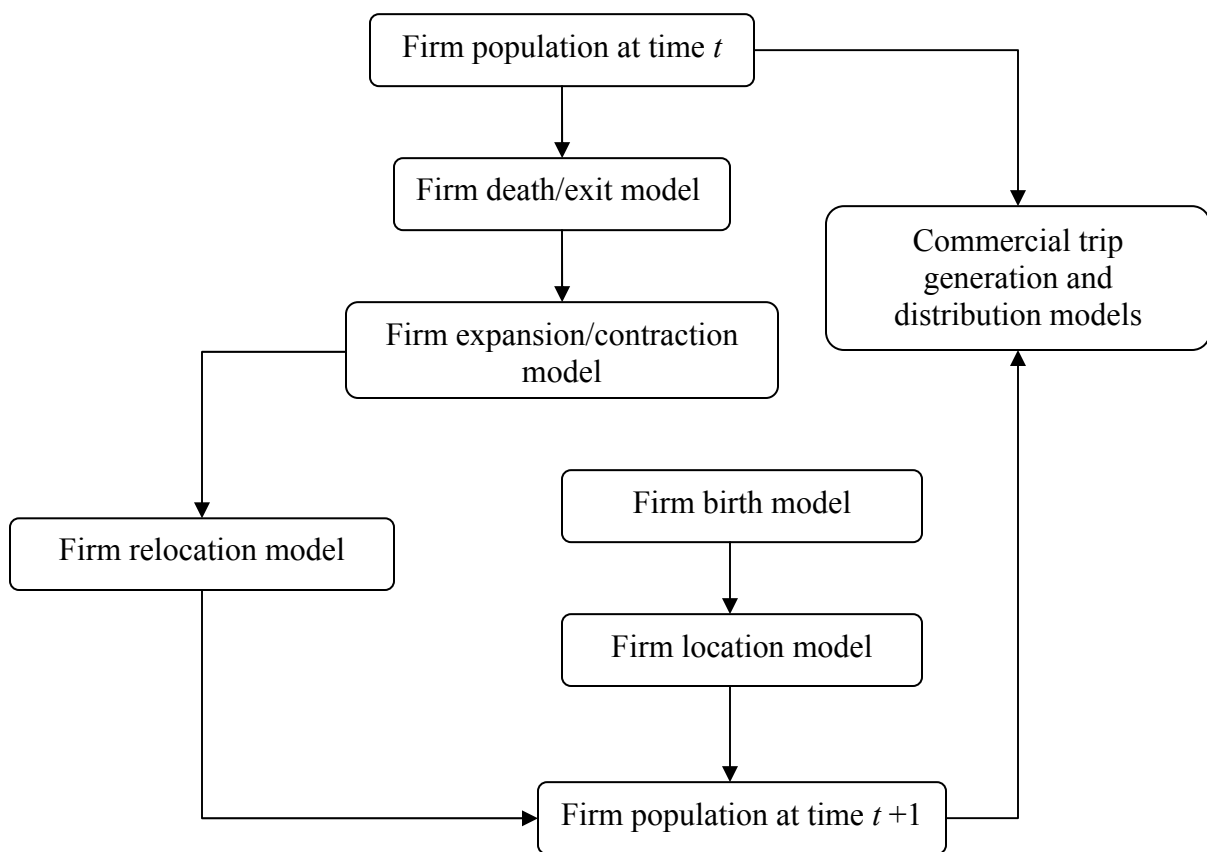 Firm population at time t
Firm death/exit model
Commercial trip
generation and
distribution models
Firm expansion/contraction
model
Firm birth model
Firm relocation model
Firm location model
Firm population at time t +1